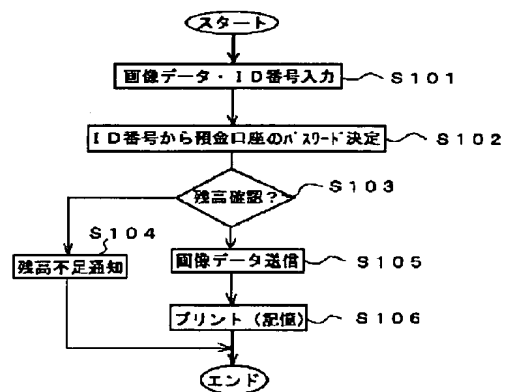 スタート
画像データ・ＩＤ番号入力 Ｓ１０１
ＩＤ番号から預金口座のﾊﾟｽﾜｰﾄﾞ決定 Ｓ１０２
残高確認？ Ｓ１０３
Ｓ１０４
残高不足通知
画像データ送信 Ｓ１０５
プリント（記憶） Ｓ１０６
エンド